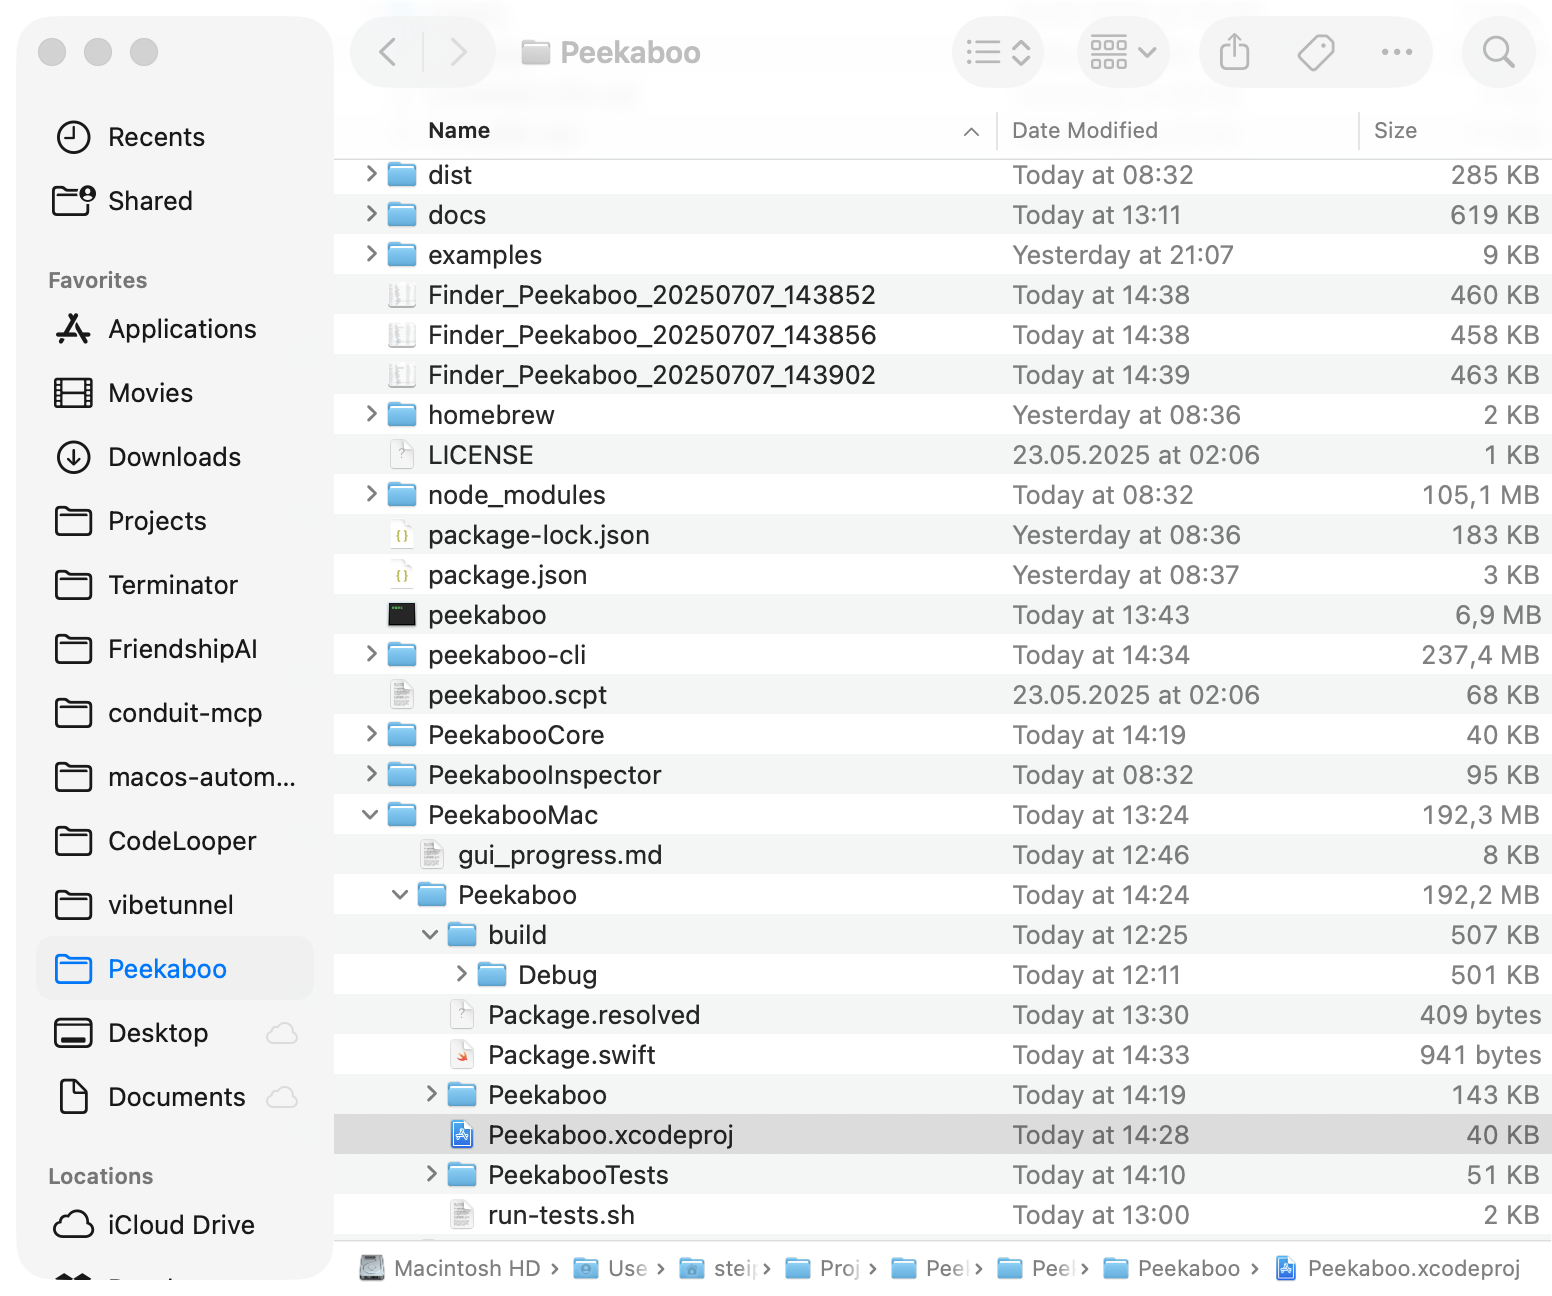 Peekaboo
Recents
Shared
Favorites
Applications
Movies
Downloads
Projects
Terminator
FriendshipAI
conduit-mcp
macos-autom...
CodeLooper
vibetunnel
Peekaboo
Desktop
Documents
Locations
iCloud Drive
Name Date Modified Size
dist Today at 08:32 285 KB
docs Today at 13:11 619 KB
examples Yesterday at 21:07 9 KB
Finder_Peekaboo_20250707_143852 Today at 14:38 460 KB
Finder_Peekaboo_20250707_143856 Today at 14:38 458 KB
Finder_Peekaboo_20250707_143902 Today at 14:39 463 KB
homebrew Yesterday at 08:36 2 KB
LICENSE 23.05.2025 at 02:06 1 KB
node_modules Today at 08:32 105,1 MB
package-lock.json Yesterday at 08:36 183 KB
package.json Yesterday at 08:37 3 KB
peekaboo Today at 13:43 6,9 MB
peekaboo-cli Today at 14:34 237,4 MB
peekaboo.scpt 23.05.2025 at 02:06 68 KB
PeekabooCore Today at 14:19 40 KB
PeekabooInspector Today at 08:32 95 KB
PeekabooMac Today at 13:24 192,3 MB
gui_progress.md Today at 12:46 8 KB
Peekaboo Today at 14:24 192,2 MB
build Today at 12:25 507 KB
Debug Today at 12:11 501 KB
Package.resolved Today at 13:30 409 bytes
Package.swift Today at 14:33 941 bytes
Peekaboo Today at 14:19 143 KB
Peekaboo.xcodeproj Today at 14:28 40 KB
PeekabooTests Today at 14:10 51 KB
run-tests.sh Today at 13:00 2 KB
Macintosh HD › Use › steip › Proj › Peel › Peel › Peekaboo › Peekaboo.xcodeproj